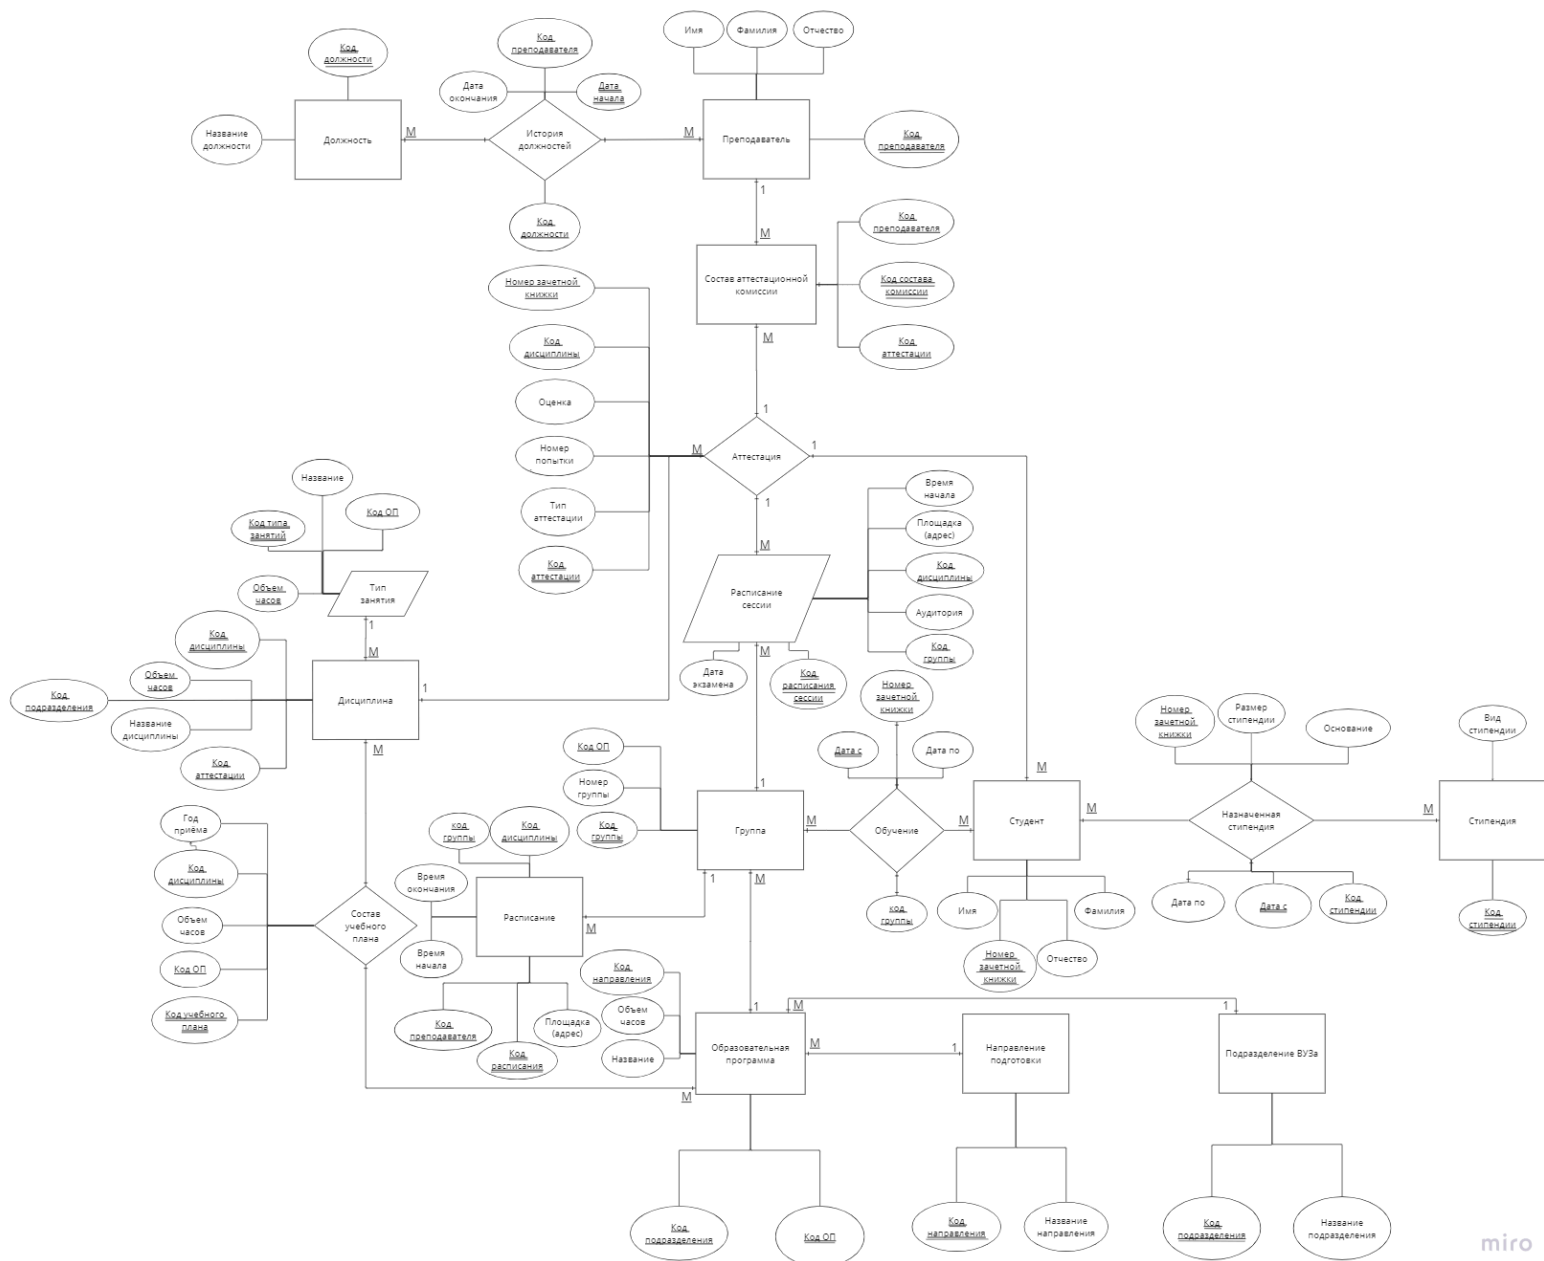 Имя
Фамилия
Отчество
Код
преподавателя
Код
должности
Дата
окончания
Дата
начала
Название
должности
Должность
М
История
должностей
М
Преподаватель
Код
преподавателя
1
Код
должности
М
Код
преподавателя
Состав аттестационной
комиссии
Код состава
комиссии
Номер зачетной
книжки
М
Код
аттестации
Код
дисциплины
Оценка
1
Номер
попытки
М
Аттестация
1
Тип
аттестации
1
Код
аттестации
М
Время
начала
Площадка
(адрес)
Код
дисциплины
Аудитория
Код
группы
Расписание
сессии
Название
Код ОП
Код типа
занятий
Объем
часов
Тип
занятия
1
Код
дисциплины
М
М
Дата
экзамена
Код
расписания
сессии
Объем
часов
Код
подразделения
Дисциплина
1
Название
дисциплины
Код
аттестации
М
Номер
зачетной
книжки
Дата с
Дата по
Номер
зачетной
книжки
Размер
стипендии
Основание
Вид
стипендии
Код ОП
Номер
группы
Код
группы
1
Группа
М
Обучение
М
М
Студент
М
Назначенная
стипендия
М
Стипендия
Год
приёма
Код
дисциплины
Объем
часов
Код ОП
Код учебного
плана
Состав
учебного
плана
код
группы
Код
дисциплины
Время
окончания
Расписание
1
М
М
Время
начала
код
группы
Имя
Фамилия
Номер
зачетной
книжки
Отчество
Дата по
Дата с
Код
стипендии
Код
стипендии
Код
преподавателя
Код
расписания
Площадка
(адрес)
Код
направления
Объем
часов
Название
1
М
1
Образовательная
программа
М
1
Направление
подготовки
Подразделение ВУЗа
М
Код
подразделения
Код ОП
Код
направления
Название
направления
Код
подразделения
Название
подразделения
miro